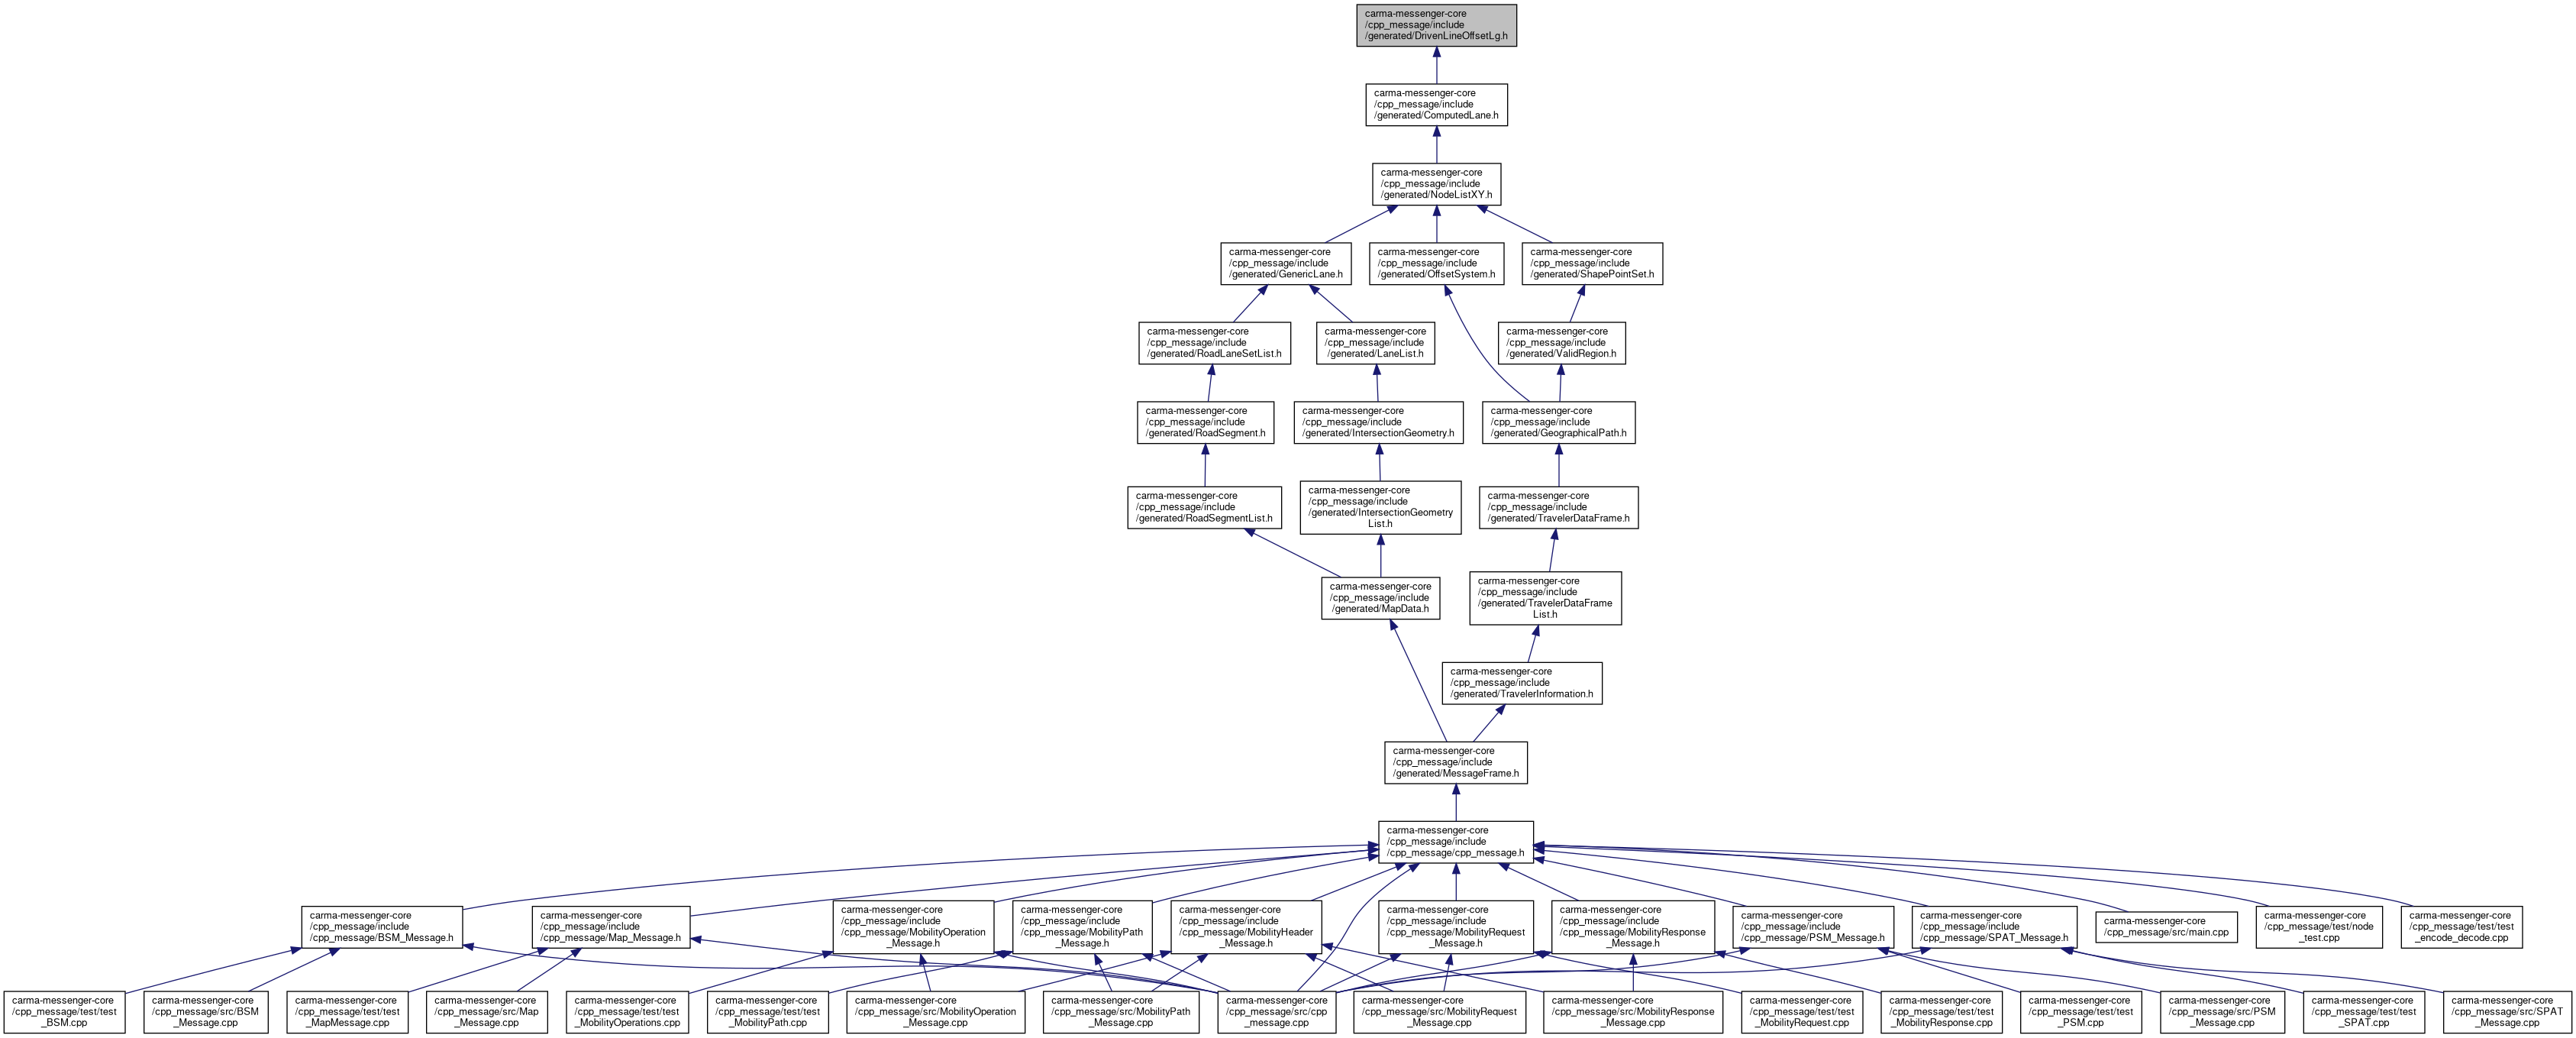 carma-messenger-core
/cpp_message/include
/generated/DrivenLineOffsetLg.h
carma-messenger-core
/cpp_message/include
/generated/ComputedLane.h
carma-messenger-core
/cpp_message/include
/generated/NodeListXY.h
carma-messenger-core
/cpp_message/include
/generated/GenericLane.h
carma-messenger-core
/cpp_message/include
/generated/OffsetSystem.h
carma-messenger-core
/cpp_message/include
/generated/ShapePointSet.h
carma-messenger-core
/cpp_message/include
/generated/RoadLaneSetList.h
carma-messenger-core
/cpp_message/include
/generated/LaneList.h
carma-messenger-core
/cpp_message/include
/generated/ValidRegion.h
carma-messenger-core
/cpp_message/include
/generated/RoadSegment.h
carma-messenger-core
/cpp_message/include
/generated/IntersectionGeometry.h
carma-messenger-core
/cpp_message/include
/generated/GeographicalPath.h
carma-messenger-core
/cpp_message/include
/generated/RoadSegmentList.h
carma-messenger-core
/cpp_message/include
/generated/IntersectionGeometry
List.h
carma-messenger-core
/cpp_message/include
/generated/TravelerDataFrame.h
carma-messenger-core
/cpp_message/include
/generated/MapData.h
carma-messenger-core
/cpp_message/include
/generated/TravelerDataFrame
List.h
carma-messenger-core
/cpp_message/include
/generated/TravelerInformation.h
carma-messenger-core
/cpp_message/include
/generated/MessageFrame.h
carma-messenger-core
/cpp_message/include
/cpp_message/cpp_message.h
carma-messenger-core
/cpp_message/include
/cpp_message/BSM_Message.h
carma-messenger-core
/cpp_message/include
/cpp_message/Map_Message.h
carma-messenger-core
/cpp_message/include
/cpp_message/MobilityOperation
_Message.h
carma-messenger-core
/cpp_message/include
/cpp_message/MobilityPath
_Message.h
carma-messenger-core
/cpp_message/include
/cpp_message/MobilityHeader
_Message.h
carma-messenger-core
/cpp_message/include
/cpp_message/MobilityRequest
_Message.h
carma-messenger-core
/cpp_message/include
/cpp_message/MobilityResponse
_Message.h
carma-messenger-core
/cpp_message/include
/cpp_message/PSM_Message.h
carma-messenger-core
/cpp_message/include
/cpp_message/SPAT_Message.h
carma-messenger-core
/cpp_message/src/main.cpp
carma-messenger-core
/cpp_message/test/node
_test.cpp
carma-messenger-core
/cpp_message/test/test
_encode_decode.cpp
carma-messenger-core
/cpp_message/test/test
_BSM.cpp
carma-messenger-core
/cpp_message/src/BSM
_Message.cpp
carma-messenger-core
/cpp_message/test/test
_MapMessage.cpp
carma-messenger-core
/cpp_message/src/Map
_Message.cpp
carma-messenger-core
/cpp_message/test/test
_MobilityOperations.cpp
carma-messenger-core
/cpp_message/test/test
_MobilityPath.cpp
carma-messenger-core
/cpp_message/src/MobilityOperation
_Message.cpp
carma-messenger-core
/cpp_message/src/MobilityPath
_Message.cpp
carma-messenger-core
/cpp_message/src/cpp
_message.cpp
carma-messenger-core
/cpp_message/src/MobilityRequest
_Message.cpp
carma-messenger-core
/cpp_message/src/MobilityResponse
_Message.cpp
carma-messenger-core
/cpp_message/test/test
_MobilityRequest.cpp
carma-messenger-core
/cpp_message/test/test
_MobilityResponse.cpp
carma-messenger-core
/cpp_message/test/test
_PSM.cpp
carma-messenger-core
/cpp_message/src/PSM
_Message.cpp
carma-messenger-core
/cpp_message/test/test
_SPAT.cpp
carma-messenger-core
/cpp_message/src/SPAT
_Message.cpp